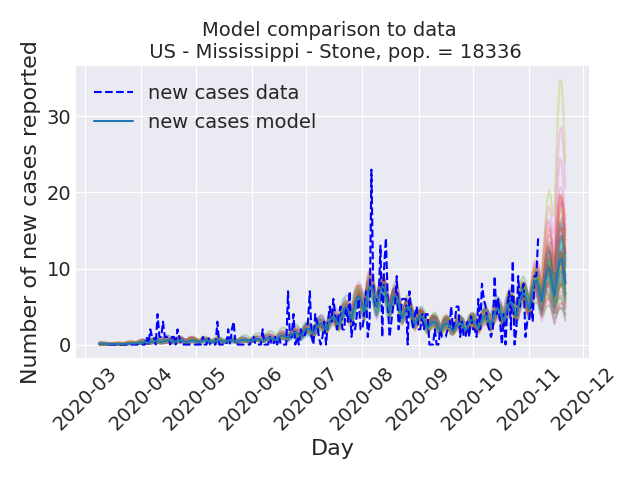 Model comparison to data
US - Mississippi - Stone, pop. = 18336
Number of new cases reported
new cases data
new cases model
30
20
10
0
2020-03
2020-04
2020-05
2020-06
2020-07
2020-08
2020-09
2020-10
2020-11
2020-12
Day